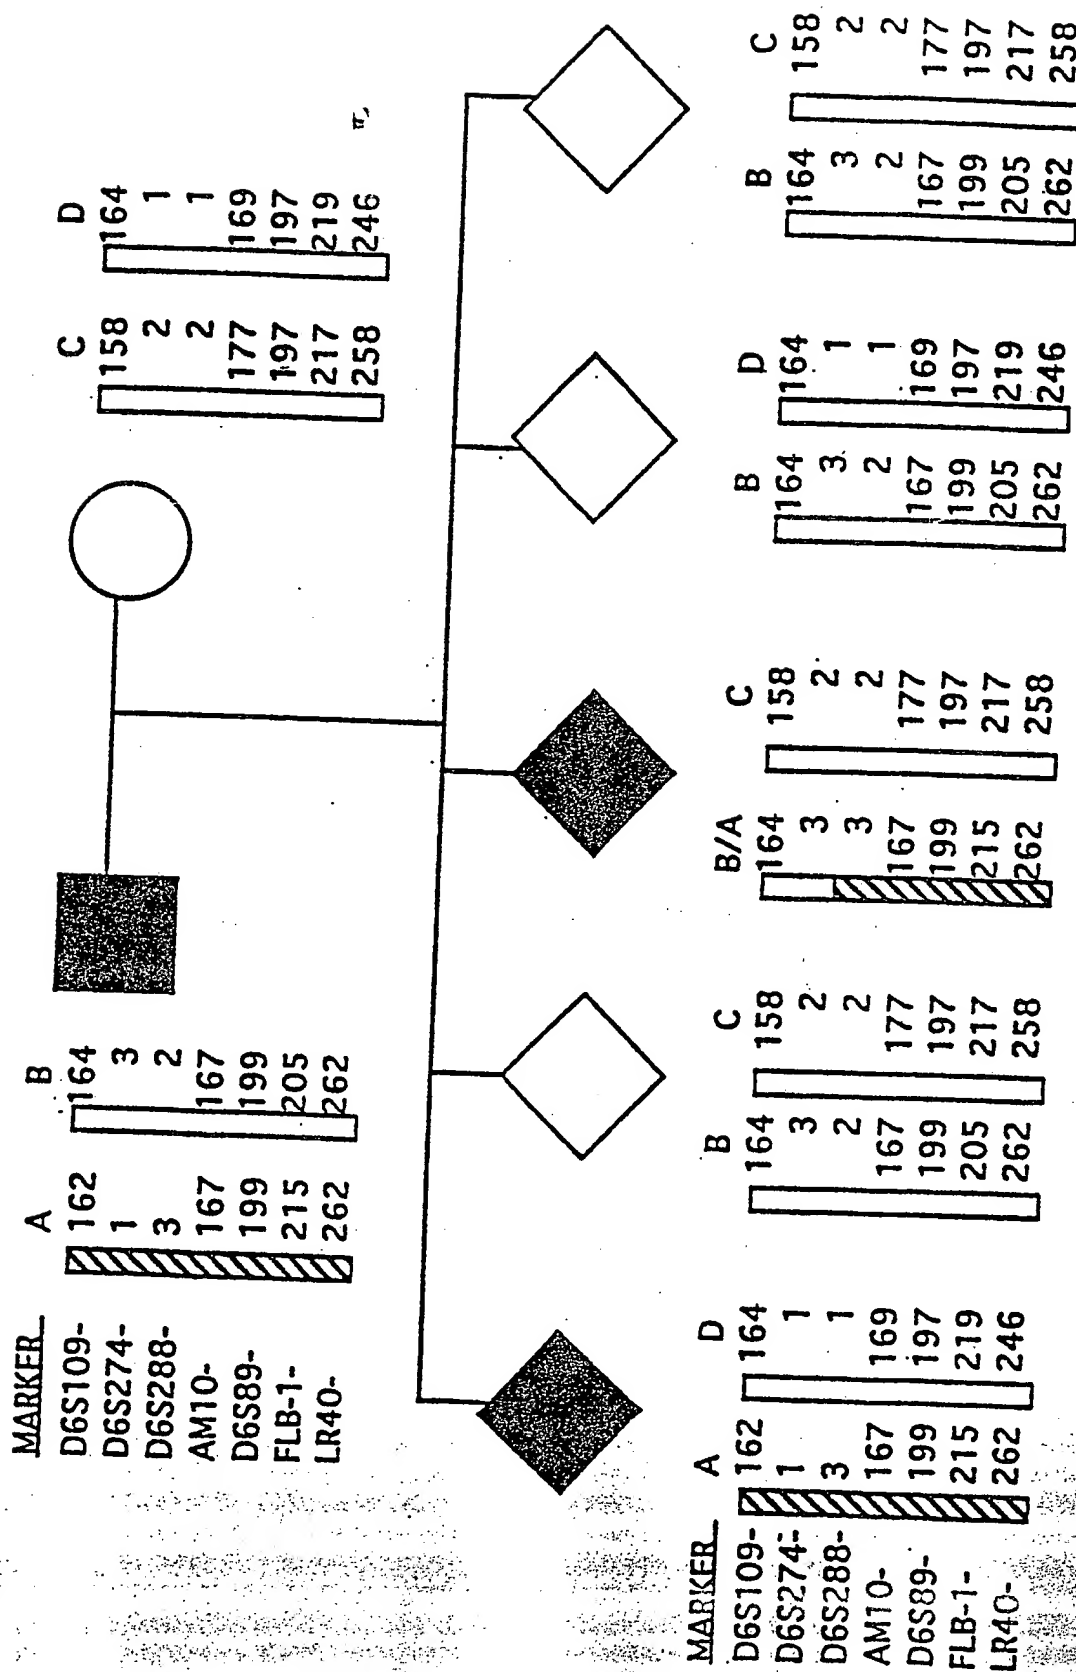 MARKER A B C D
D6S109- 162 164 158 164
D6S274- 1 3 2 1
D6S288- 3 2 2 1
AM10- 167 167 177 169
D6S89- 199 199 197 197
FLB-1- 215 205 217 219
LR40- 262 262 258 246
MARKER A D B C B/A C B D B C
D6S109- 162 164 164 158 164 158 164 164 164 158
D6S274- 1 1 3 2 3 2 3 1 3 2
D6S288- 3 1 2 2 3 2 2 1 2 2
AM10- 167 169 167 177 167 177 167 169 167 177
D6S89- 199 197 199 197 199 197 199 197 199 197
FLB-1- 215 219 205 217 215 217 205 219 205 217
LR40- 262 246 262 258 262 258 262 246 262 258